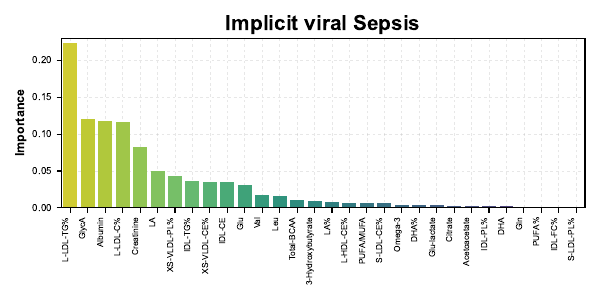 Implicit viral Sepsis
Importance
0.20
0.15
0.10
0.05
0.00
L-LDL-TG%
GlycA
Albumin
L-LDL-C%
Creatinine
LA
XS-VLDL-PL%
IDL-TG%
XS-VLDL-CE%
IDL-CE
Glu
Val
Leu
Total-BCAA
3-Hydroxybutyrate
LA%
L-HDL-CE%
PUFA/MUFA
S-LDL-CE%
Omega-3
DHA%
Glu-lactate
Citrate
Acetoacetate
IDL-PL%
DHA
Gln
PUFA%
IDL-FC%
S-LDL-PL%